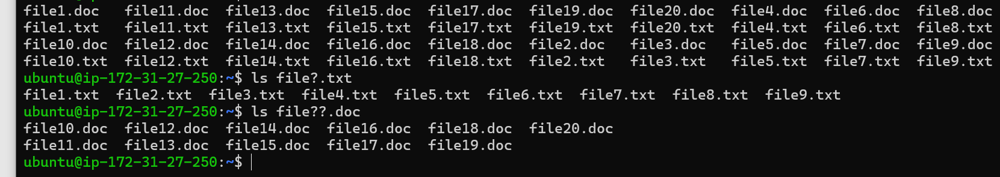 file1.doc   file11.doc  file13.doc  file15.doc  file17.doc  file19.doc  file20.doc  file4.doc  file6.doc  file8.doc
file1.txt   file11.txt  file13.txt  file15.txt  file17.txt  file19.txt  file20.txt  file4.txt  file6.txt  file8.txt
file10.doc  file12.doc  file14.doc  file16.doc  file18.doc  file2.doc   file3.doc   file5.doc  file7.doc  file9.doc
file10.txt  file12.txt  file14.txt  file16.txt  file18.txt  file2.txt   file3.txt   file5.txt  file7.txt  file9.txt
ubuntu@ip-172-31-27-250:~$ ls file?.txt
file1.txt  file2.txt  file3.txt  file4.txt  file5.txt  file6.txt  file7.txt  file8.txt  file9.txt
ubuntu@ip-172-31-27-250:~$ ls file??.doc
file10.doc  file12.doc  file14.doc  file16.doc  file18.doc  file20.doc
file11.doc  file13.doc  file15.doc  file17.doc  file19.doc
ubuntu@ip-172-31-27-250:~$